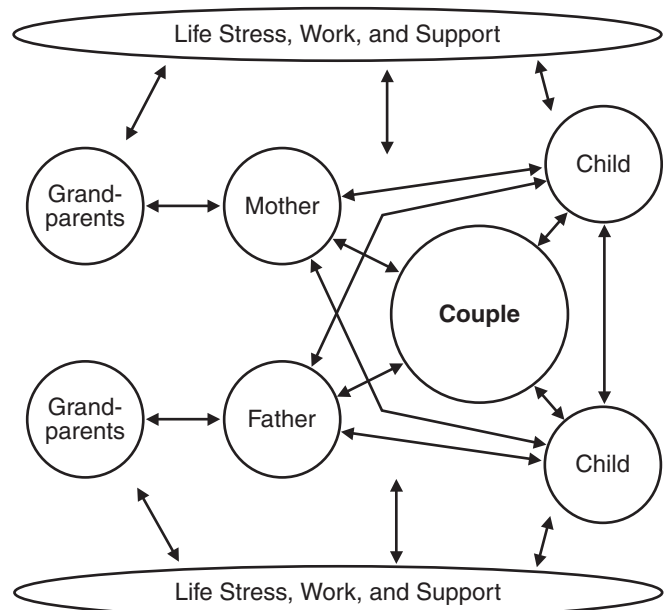 Life Stress, Work, and Support
Child
Grand-
parents
Mother
Couple
Grand-
parents
Father
Child
Life Stress, Work, and Support